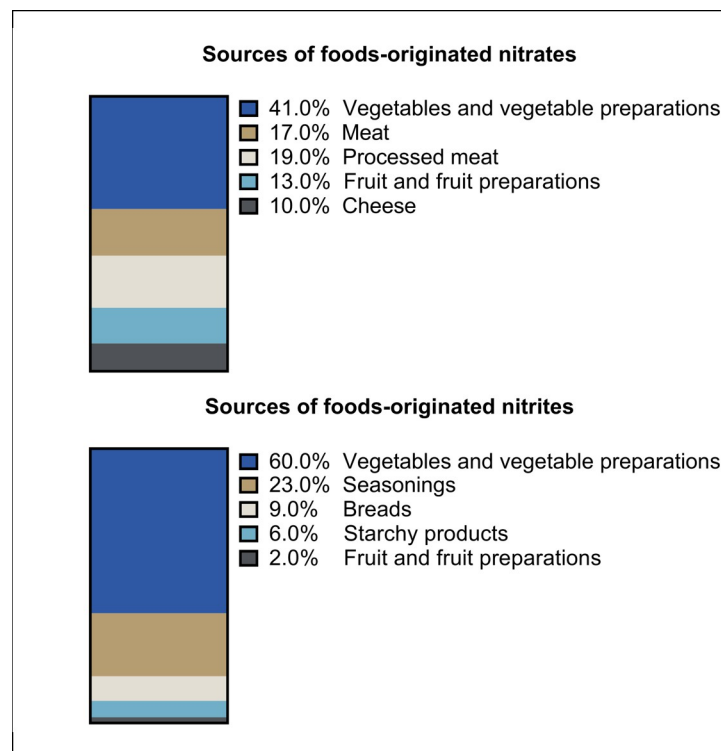 Sources of foods-originated nitrates
41.0% Vegetables and vegetable preparations
17.0% Meat
19.0% Processed meat
13.0% Fruit and fruit preparations
10.0% Cheese
Sources of foods-originated nitrites
60.0% Vegetables and vegetable preparations
23.0% Seasonings
9.0% Breads
6.0% Starchy products
2.0% Fruit and fruit preparations